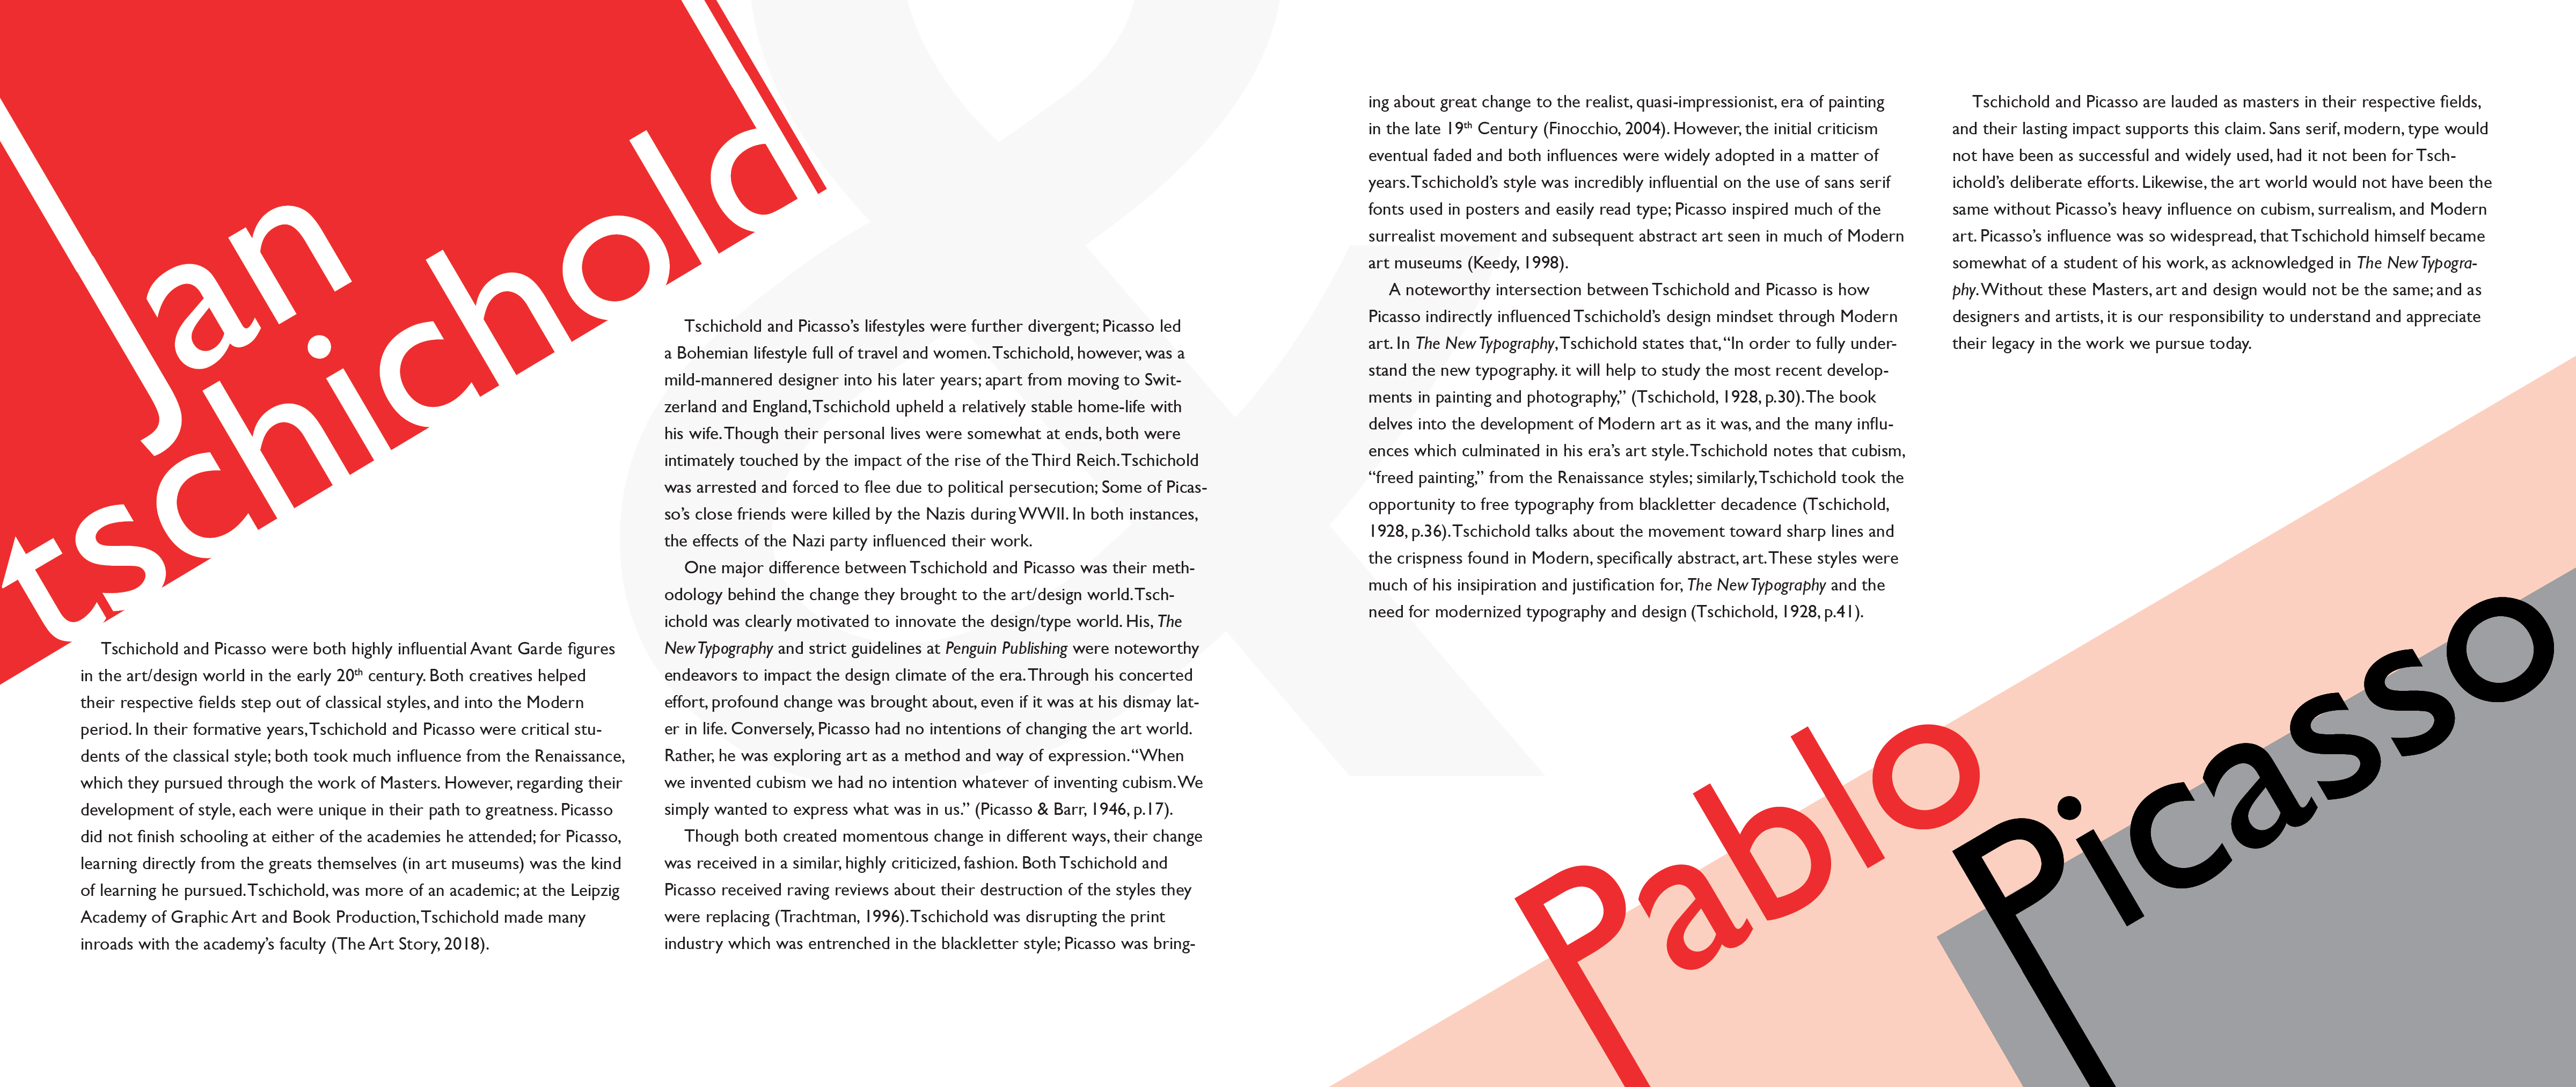 Jan
tschichold
Tschichold and Picasso were both highly influential Avant Garde figures
in the art/design world in the early 20th century. Both creatives helped
their respective fields step out of classical styles, and into the Modern
period. In their formative years, Tschichold and Picasso were critical stu-
dents of the classical style; both took much influence from the Renaissance,
which they pursued through the work of Masters. However, regarding their
development of style, each were unique in their path to greatness. Picasso
did not finish schooling at either of the academies he attended; for Picasso,
learning directly from the greats themselves (in art museums) was the kind
of learning he pursued. Tschichold, was more of an academic; at the Leipzig
Academy of Graphic Art and Book Production, Tschichold made many
inroads with the academy's faculty (The Art Story, 2018).
&
Tschichold and Picasso's lifestyles were further divergent; Picasso led
a Bohemian lifestyle full of travel and women. Tschichold, however, was a
mild-mannered designer into his later years; apart from moving to Swit-
zerland and England, Tschichold upheld a relatively stable home-life with
his wife. Though their personal lives were somewhat at ends, both were
intimately touched by the impact of the rise of the Third Reich. Tschichold
was arrested and forced to flee due to political persecution; Some of Picas-
so's close friends were killed by the Nazis during WWII. In both instances,
the effects of the Nazi party influenced their work.
One major difference between Tschichold and Picasso was their meth-
odology behind the change they brought to the art/design world. Tsch-
ichold was clearly motivated to innovate the design/type world. His, The
New Typography and strict guidelines at Penguin Publishing were noteworthy
endeavors to impact the design climate of the era. Through his concerted
effort, profound change was brought about, even if it was at his dismay lat-
er in life. Conversely, Picasso had no intentions of changing the art world.
Rather, he was exploring art as a method and way of expression. “When
we invented cubism we had no intention whatever of inventing cubism. We
simply wanted to express what was in us.” (Picasso & Barr, 1946, p.17).
Though both created momentous change in different ways, their change
was received in a similar, highly criticized, fashion. Both Tschichold and
Picasso received raving reviews about their destruction of the styles they
were replacing (Trachtman, 1996). Tschichold was disrupting the print
industry which was entrenched in the blackletter style; Picasso was bring-
ing about great change to the realist, quasi-impressionist, era of painting
in the late 19th Century (Finocchio, 2004). However, the initial criticism
eventual faded and both influences were widely adopted in a matter of
years. Tschichold's style was incredibly influential on the use of sans serif
fonts used in posters and easily read type; Picasso inspired much of the
surrealist movement and subsequent abstract art seen in much of Modern
art museums (Keedy, 1998).
A noteworthy intersection between Tschichold and Picasso is how
Picasso indirectly influenced Tschichold's design mindset through Modern
art. In The New Typography, Tschichold states that, “In order to fully under-
stand the new typography. it will help to study the most recent develop-
ments in painting and photography,” (Tschichold, 1928, p.30). The book
delves into the development of Modern art as it was, and the many influ-
ences which culminated in his era's art style. Tschichold notes that cubism,
“freed painting,” from the Renaissance styles; similarly, Tschichold took the
opportunity to free typography from blackletter decadence (Tschichold,
1928, p.36). Tschichold talks about the movement toward sharp lines and
the crispness found in Modern, specifically abstract, art. These styles were
much of his insipiration and justification for, The New Typography and the
need for modernized typography and design (Tschichold, 1928, p.41).
Tschichold and Picasso are lauded as masters in their respective fields,
and their lasting impact supports this claim. Sans serif, modern, type would
not have been as successful and widely used, had it not been for Tsch-
ichold's deliberate efforts. Likewise, the art world would not have been the
same without Picasso's heavy influence on cubism, surrealism, and Modern
art. Picasso's influence was so widespread, that Tschichold himself became
somewhat of a student of his work, as acknowledged in The New Typogra-
phy. Without these Masters, art and design would not be the same; and as
designers and artists, it is our responsibility to understand and appreciate
their legacy in the work we pursue today.
Pablo
Picasso